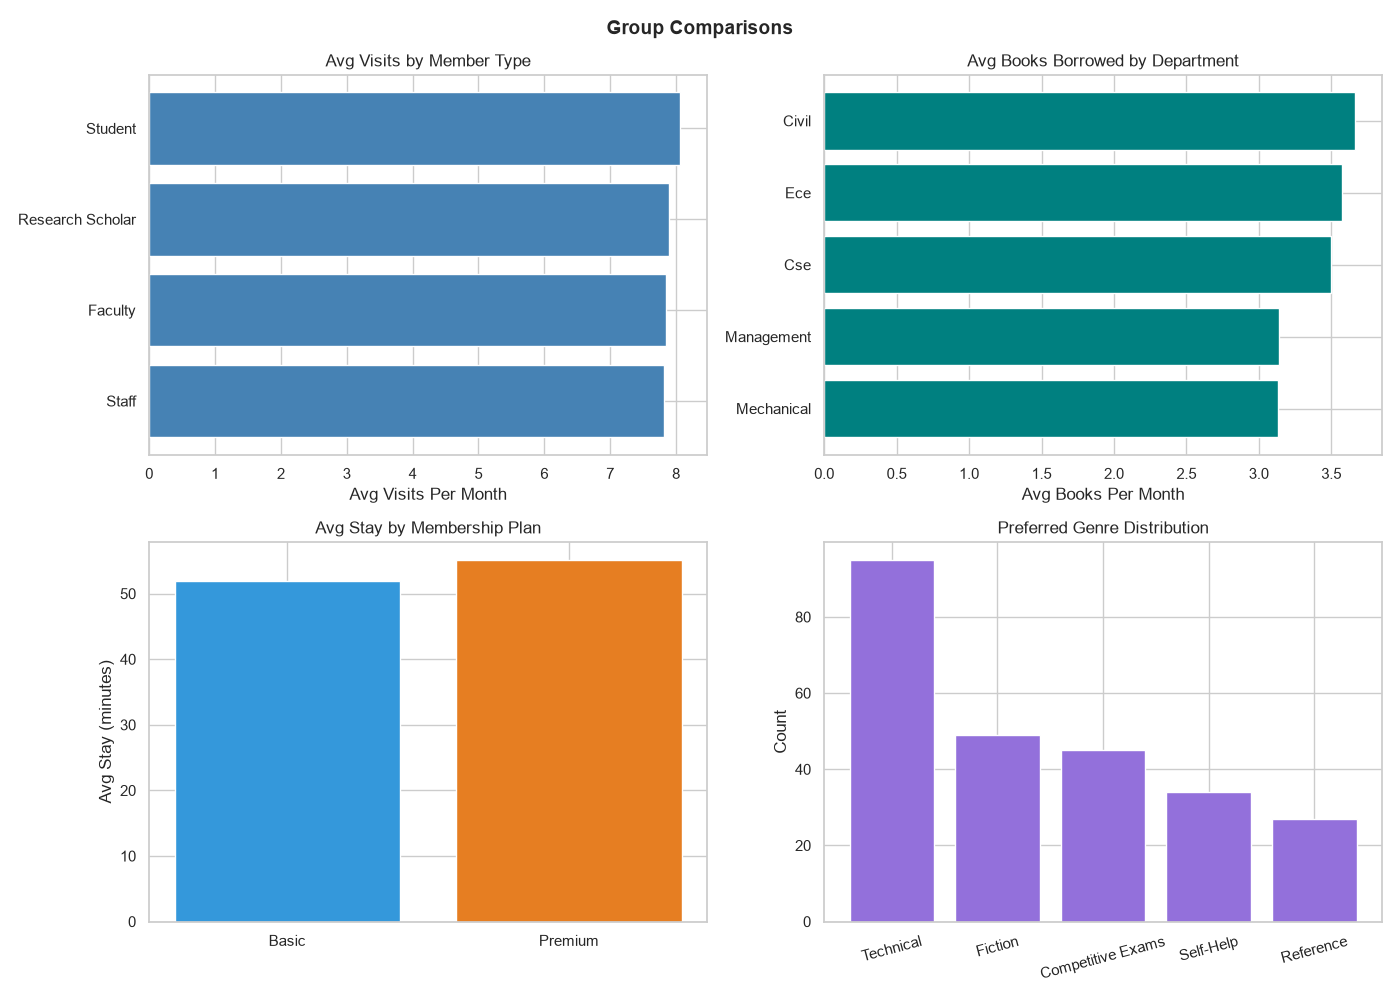 Group Comparisons
Avg Visits by Member Type
Student
Research Scholar
Faculty
Staff
0 1 2 3 4 5 6 7 8
Avg Visits Per Month
Avg Books Borrowed by Department
Civil
Ece
Cse
Management
Mechanical
0.0 0.5 1.0 1.5 2.0 2.5 3.0 3.5
Avg Books Per Month
Avg Stay by Membership Plan
Avg Stay (minutes)
50
40
30
20
10
0
Basic Premium
Preferred Genre Distribution
Count
80
60
40
20
0
Technical Fiction Competitive Exams Self-Help Reference